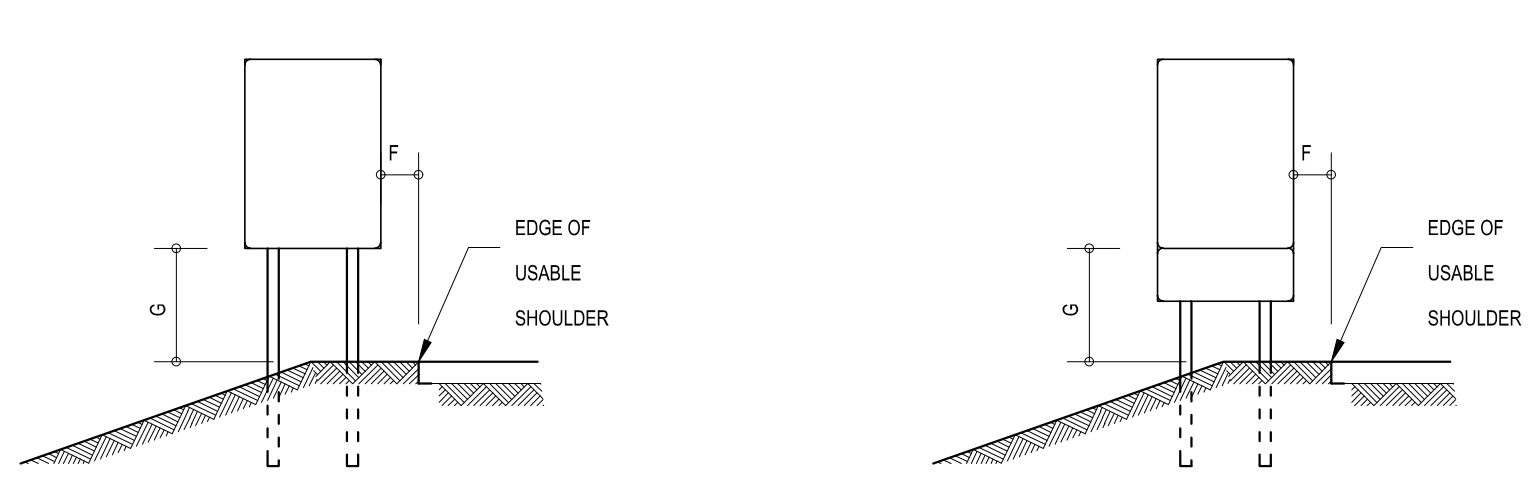 F
EDGE OF
USABLE
SHOULDER
G
F
EDGE OF
USABLE
SHOULDER
G